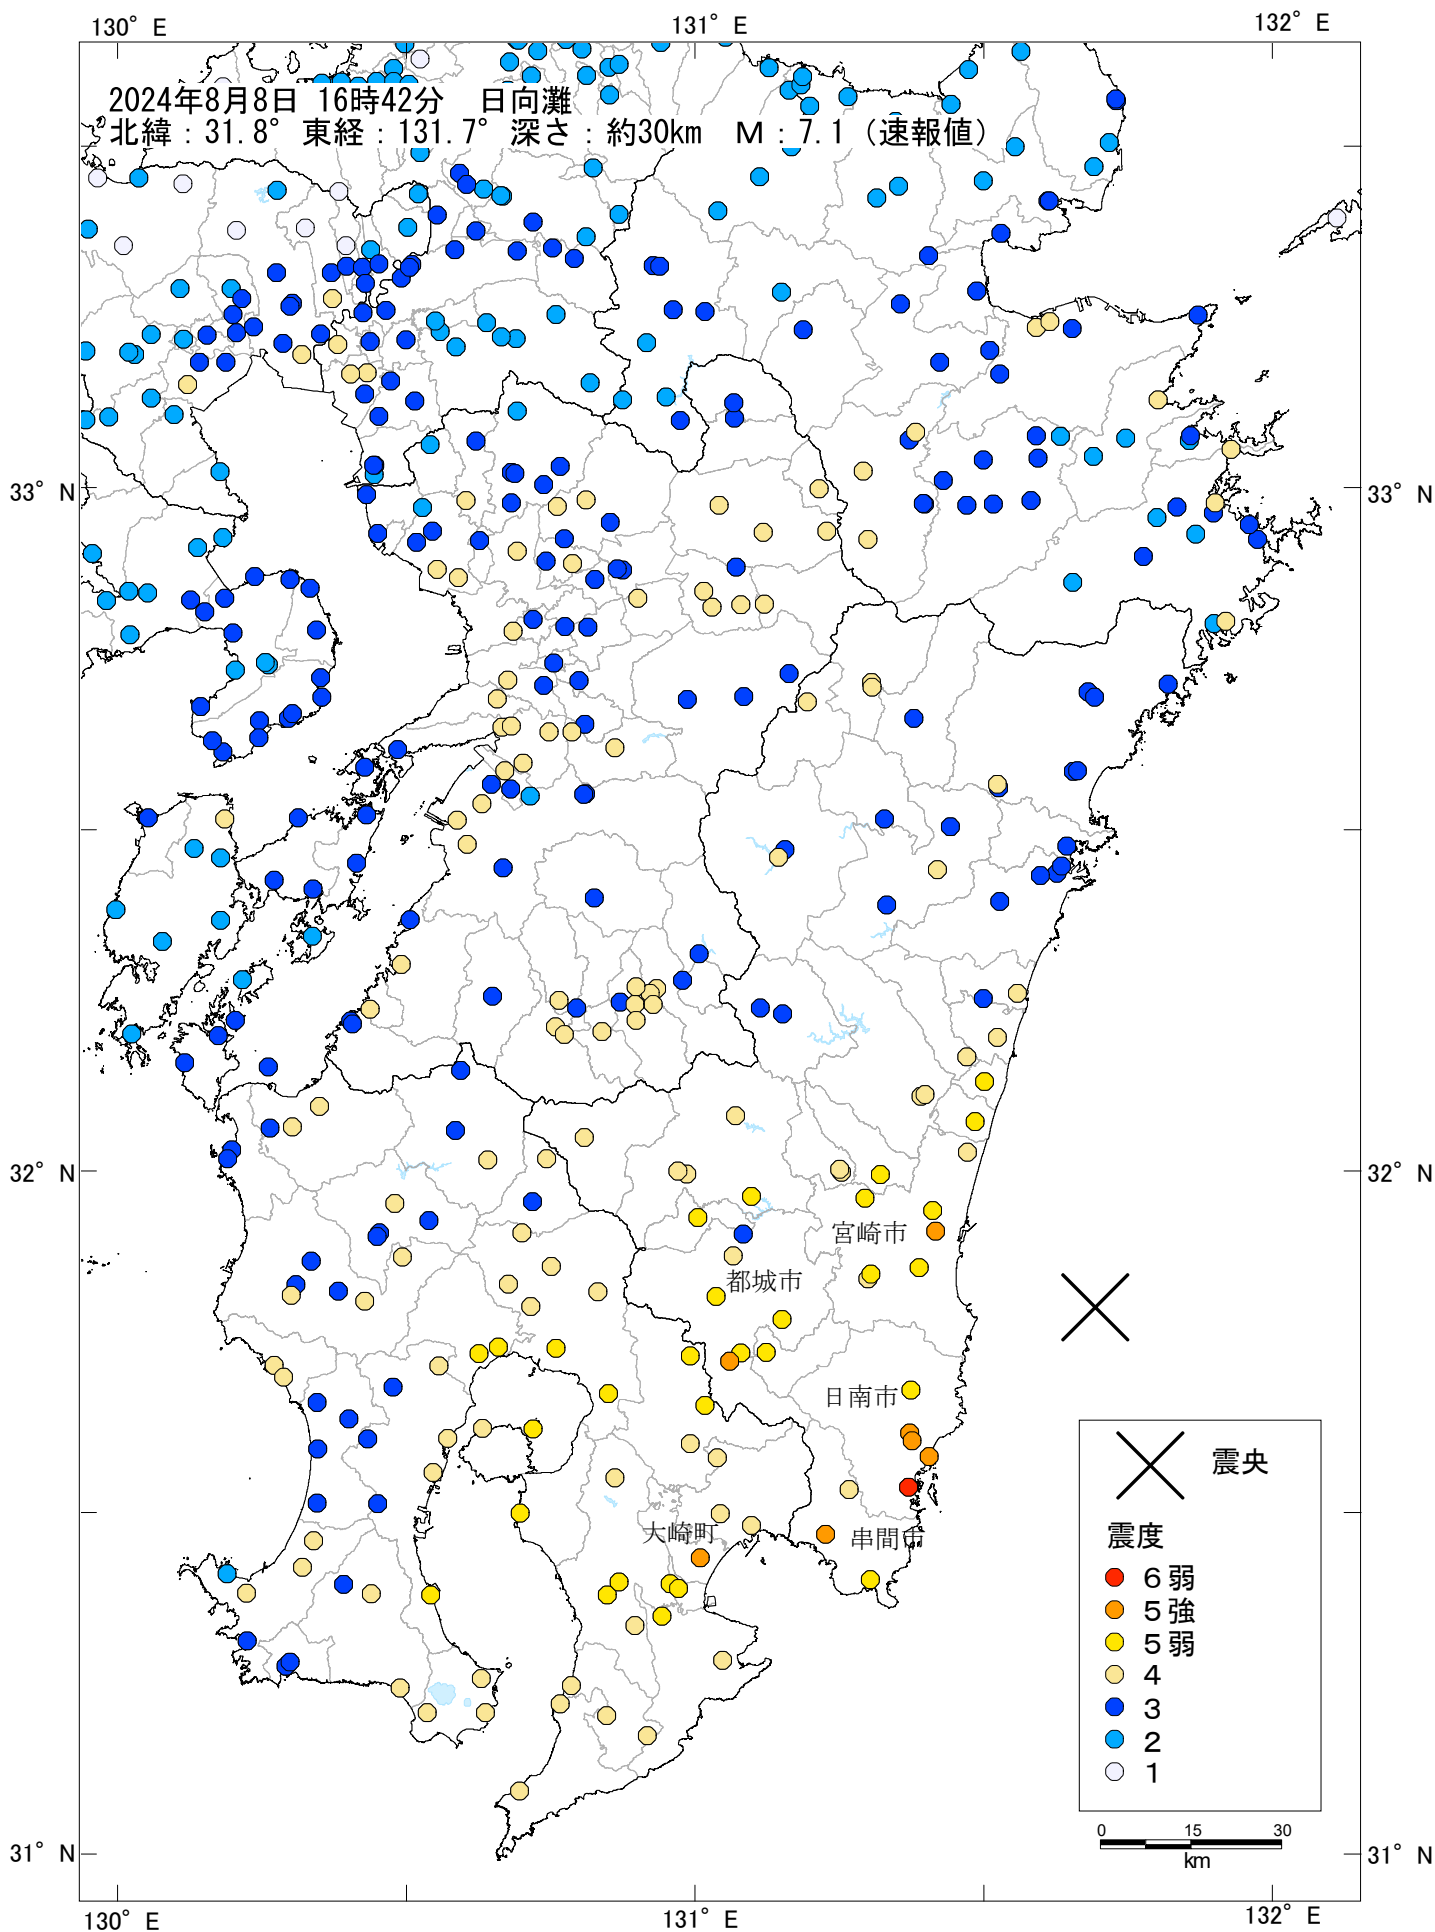 130° E
131° E
132° E
2024年8月8日 16時42分 日向灘
北緯：31.8° 東経：131.7° 深さ：約30km M：7.1（速報値）
33° N
33° N
32° N
32° N
宮崎市
都城市
日南市
大崎町
串間市
震央
震度
６弱
５強
５弱
４
３
２
１
0 15 30
km
31° N
31° N
130° E
131° E
132° E